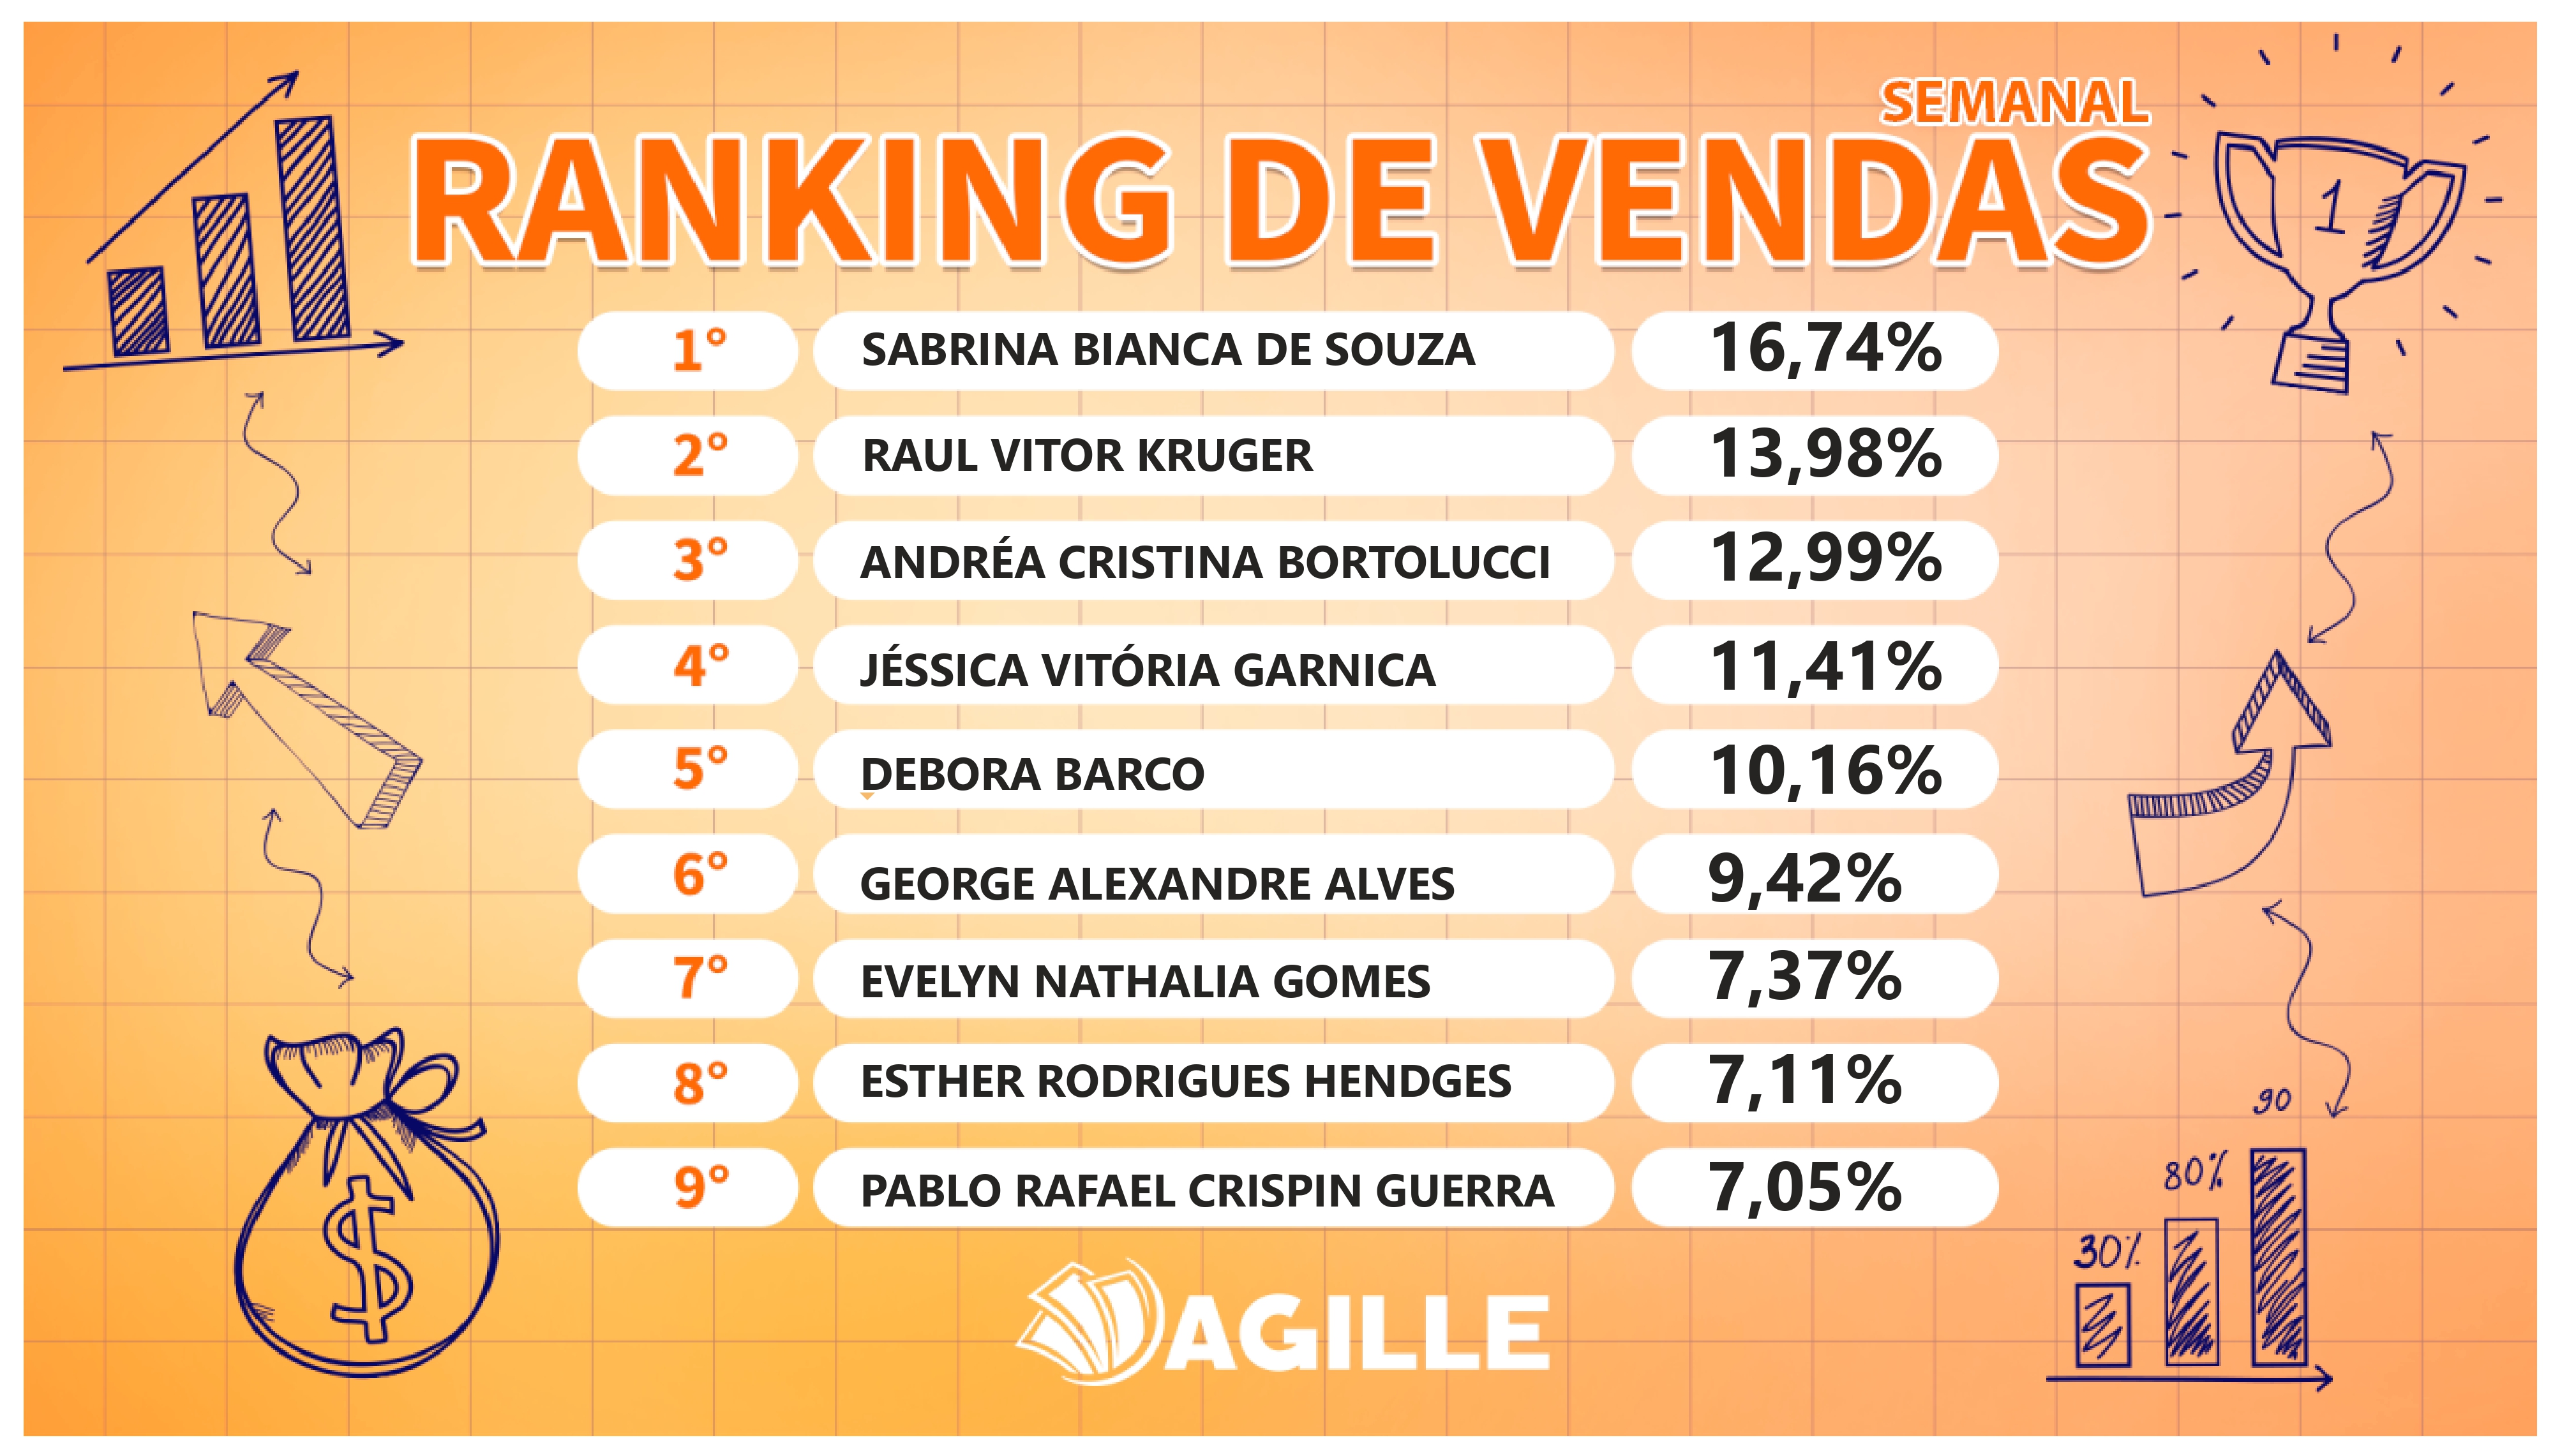 SEMANAL
RANKING DE VENDAS
1
1° SABRINA BIANCA DE SOUZA 16,74%
2° RAUL VITOR KRUGER 13,98%
3° ANDRÉA CRISTINA BORTOLUCCI 12,99%
4° JÉSSICA VITÓRIA GARNICA 11,41%
5° DEBORA BARCO 10,16%
6° GEORGE ALEXANDRE ALVES 9,42%
7° EVELYN NATHALIA GOMES 7,37%
8° ESTHER RODRIGUES HENDGES 7,11%
9° PABLO RAFAEL CRISPIN GUERRA 7,05%
$
30%
80%
90
AGILLE